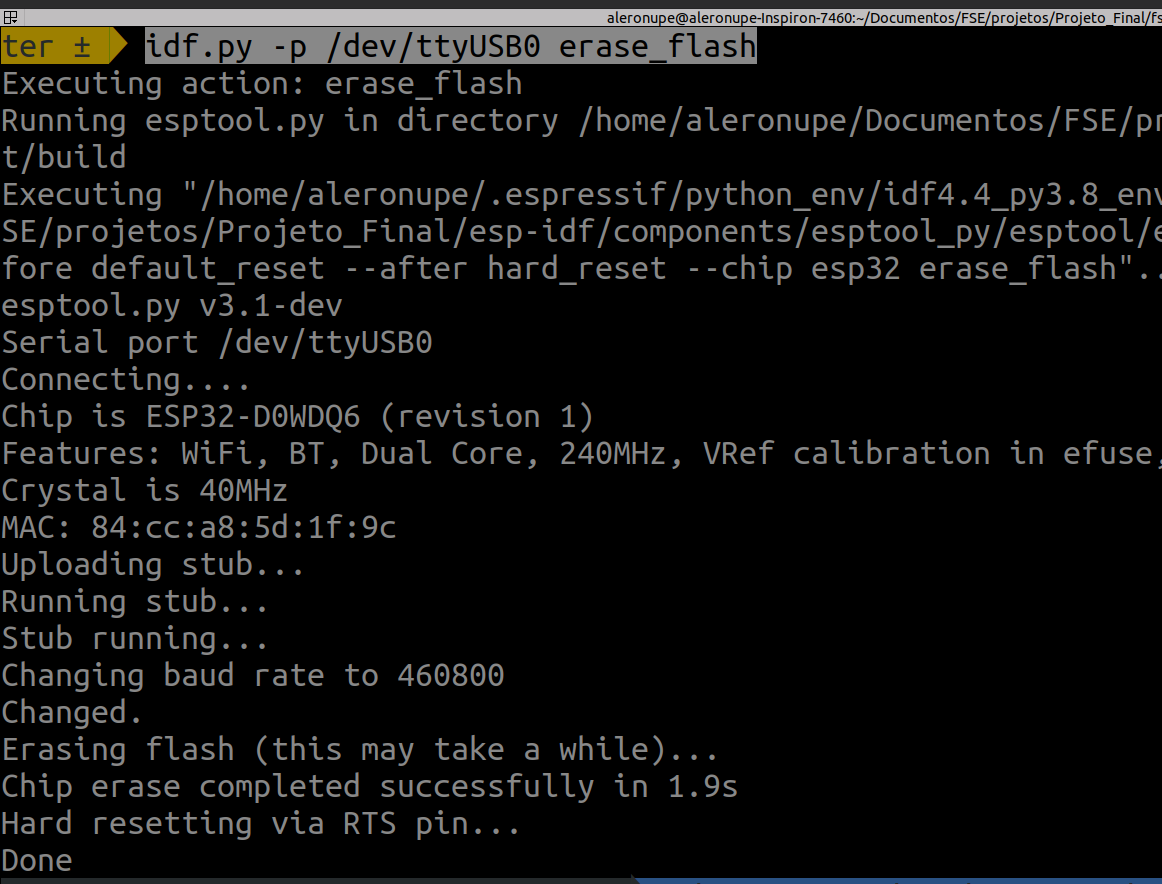 aleronupe@aleronupe-Inspiron-7460:~/Documentos/FSE/projetos/Projeto_Final/fs
ter ± idf.py -p /dev/ttyUSB0 erase_flash
Executing action: erase_flash
Running esptool.py in directory /home/aleronupe/Documentos/FSE/pr
t/build
Executing "/home/aleronupe/.espressif/python_env/idf4.4_py3.8_env
SE/projetos/Projeto_Final/esp-idf/components/esptool_py/esptool/e
fore default_reset --after hard_reset --chip esp32 erase_flash"..
esptool.py v3.1-dev
Serial port /dev/ttyUSB0
Connecting....
Chip is ESP32-D0WDQ6 (revision 1)
Features: WiFi, BT, Dual Core, 240MHz, VRef calibration in efuse,
Crystal is 40MHz
MAC: 84:cc:a8:5d:1f:9c
Uploading stub...
Running stub...
Stub running...
Changing baud rate to 460800
Changed.
Erasing flash (this may take a while)...
Chip erase completed successfully in 1.9s
Hard resetting via RTS pin...
Done